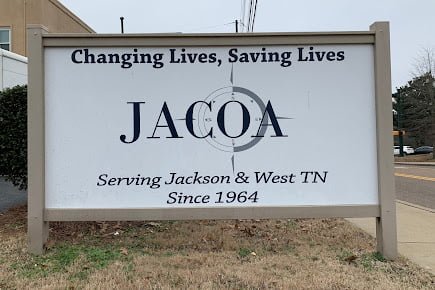 Changing Lives, Saving Lives
JACOA
Serving Jackson & West TN
Since 1964